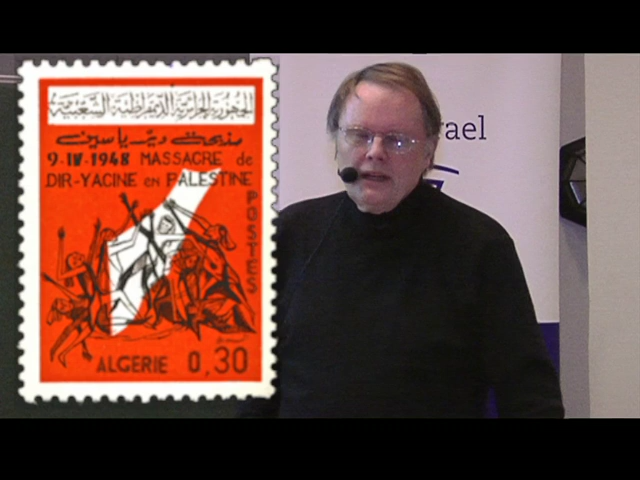 الجمهورية الجزائرية الديمقراطية الشعبية
مذبحة دير ياسين
9-IV-1948 MASSACRE de
DIR-YACINE en PALESTINE
POSTES
ALGERIE 0,30
rael